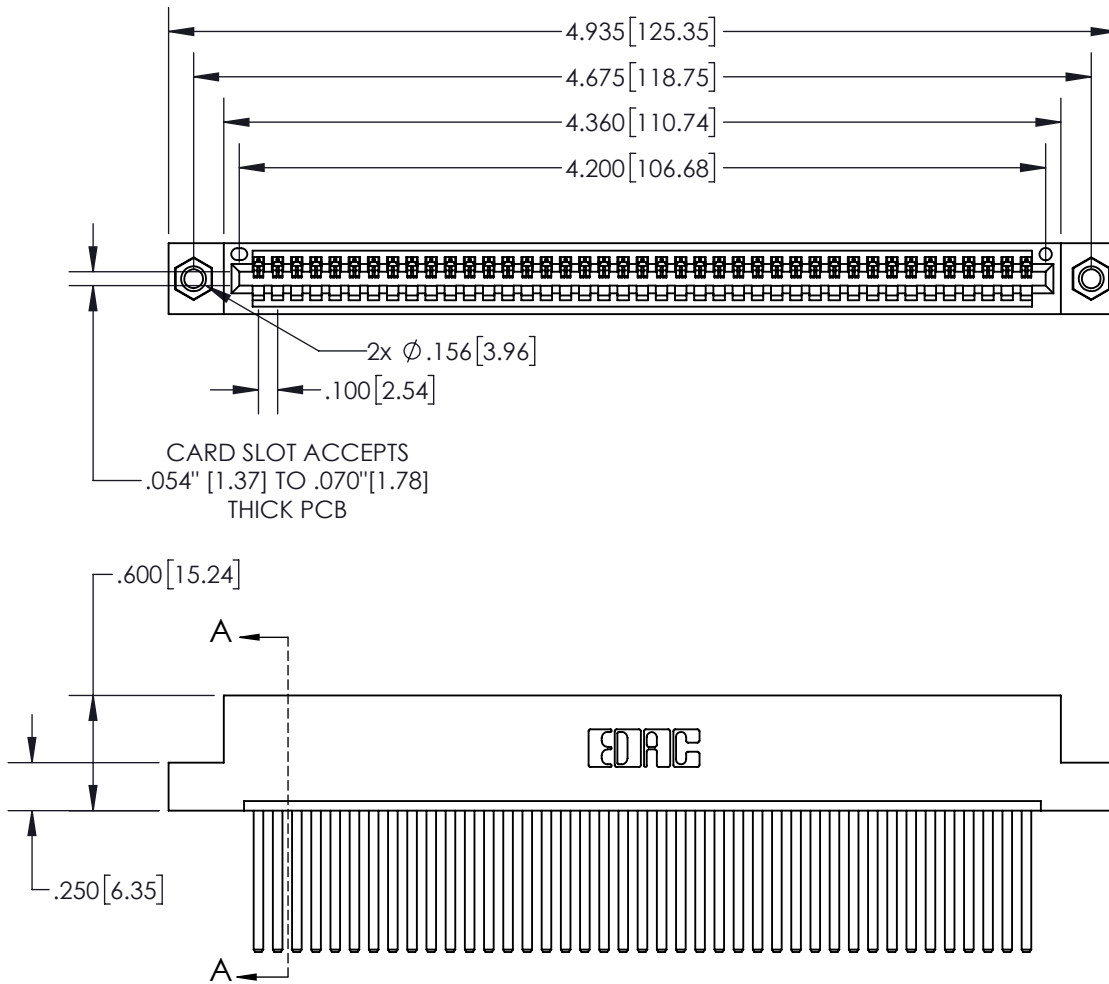 4.935[125.35]
4.675[118.75]
4.360[110.74]
4.200[106.68]
2x ∅ .156[3.96]
.100[2.54]
CARD SLOT ACCEPTS
.054" [1.37] TO .070"[1.78]
THICK PCB
.600[15.24]
A
EDAC
.250[6.35]
A